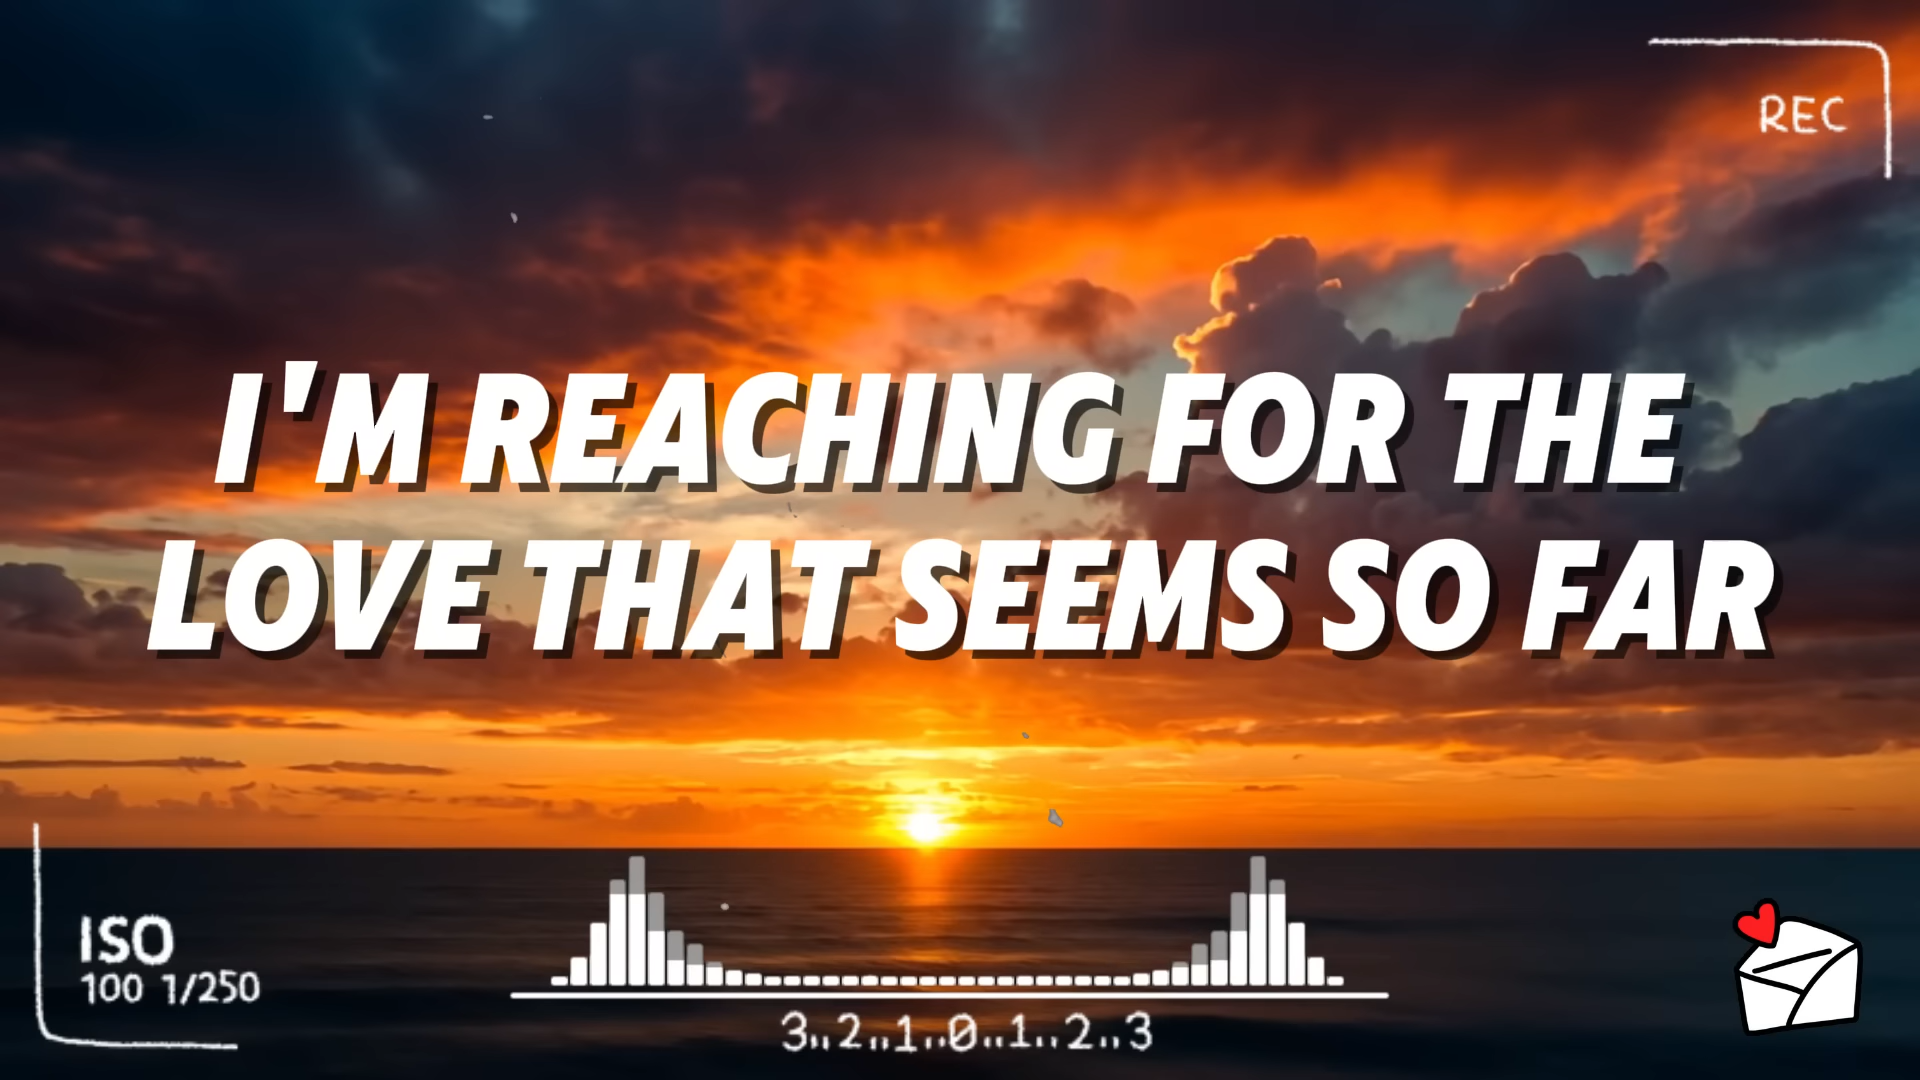 REC
I'M REACHING FOR THE
LOVE THAT SEEMS SO FAR
ISO
100 1/250
3..2..1..0..1..2..3